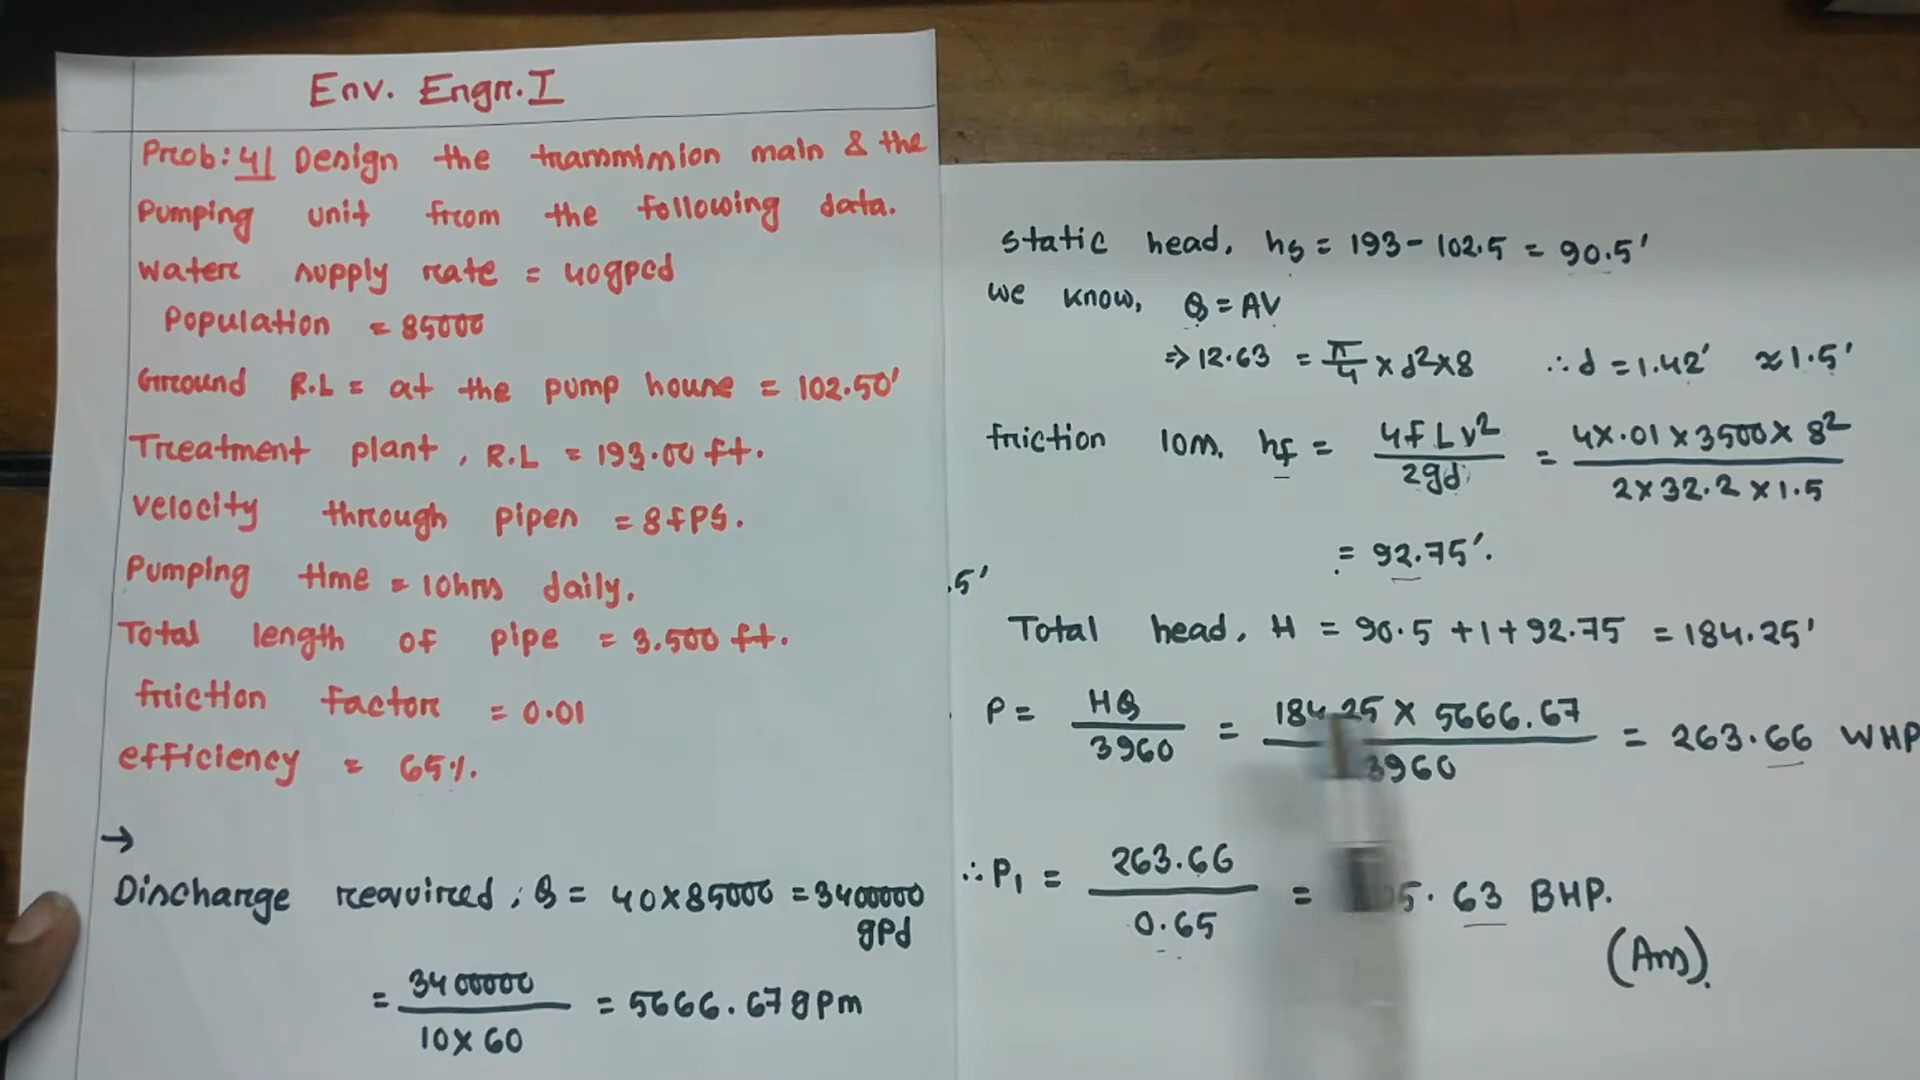 Env. Engr. I
Prob: 41 Design the transmission main & the
Pumping unit from the following data.
Water supply rate = 40gpcd
Population = 85000
Ground R.L = at the pump house = 102.50'
Treatment plant, R.L = 193.00 ft.
Velocity through pipes = 8fPS.
Pumping time = 10hrs daily.
Total length of pipe = 3.500 ft.
friction factor = 0.01
efficiency = 65%.
→
Discharge required, Q = 40×85000 = 3400000
gpd
= 3400000 / 10×60 = 5666.67gpm
static head, hs = 193 - 102.5 = 90.5'
we know, Q = AV
⇒ 12.63 = π/4 × d² × 8 ∴ d = 1.42' ≈ 1.5'
friction loss, hf = 4fLv² / 2gd = 4×.01×3500×8² / 2×32.2×1.5
= 92.75'.
.5'
Total head, H = 90.5 + 1 + 92.75 = 184.25'
P = HQ / 3960 = 184.25 × 5666.67 / 3960 = 263.66 WHP
∴ P₁ = 263.66 / 0.65 = 05.63 BHP.
(Ans).